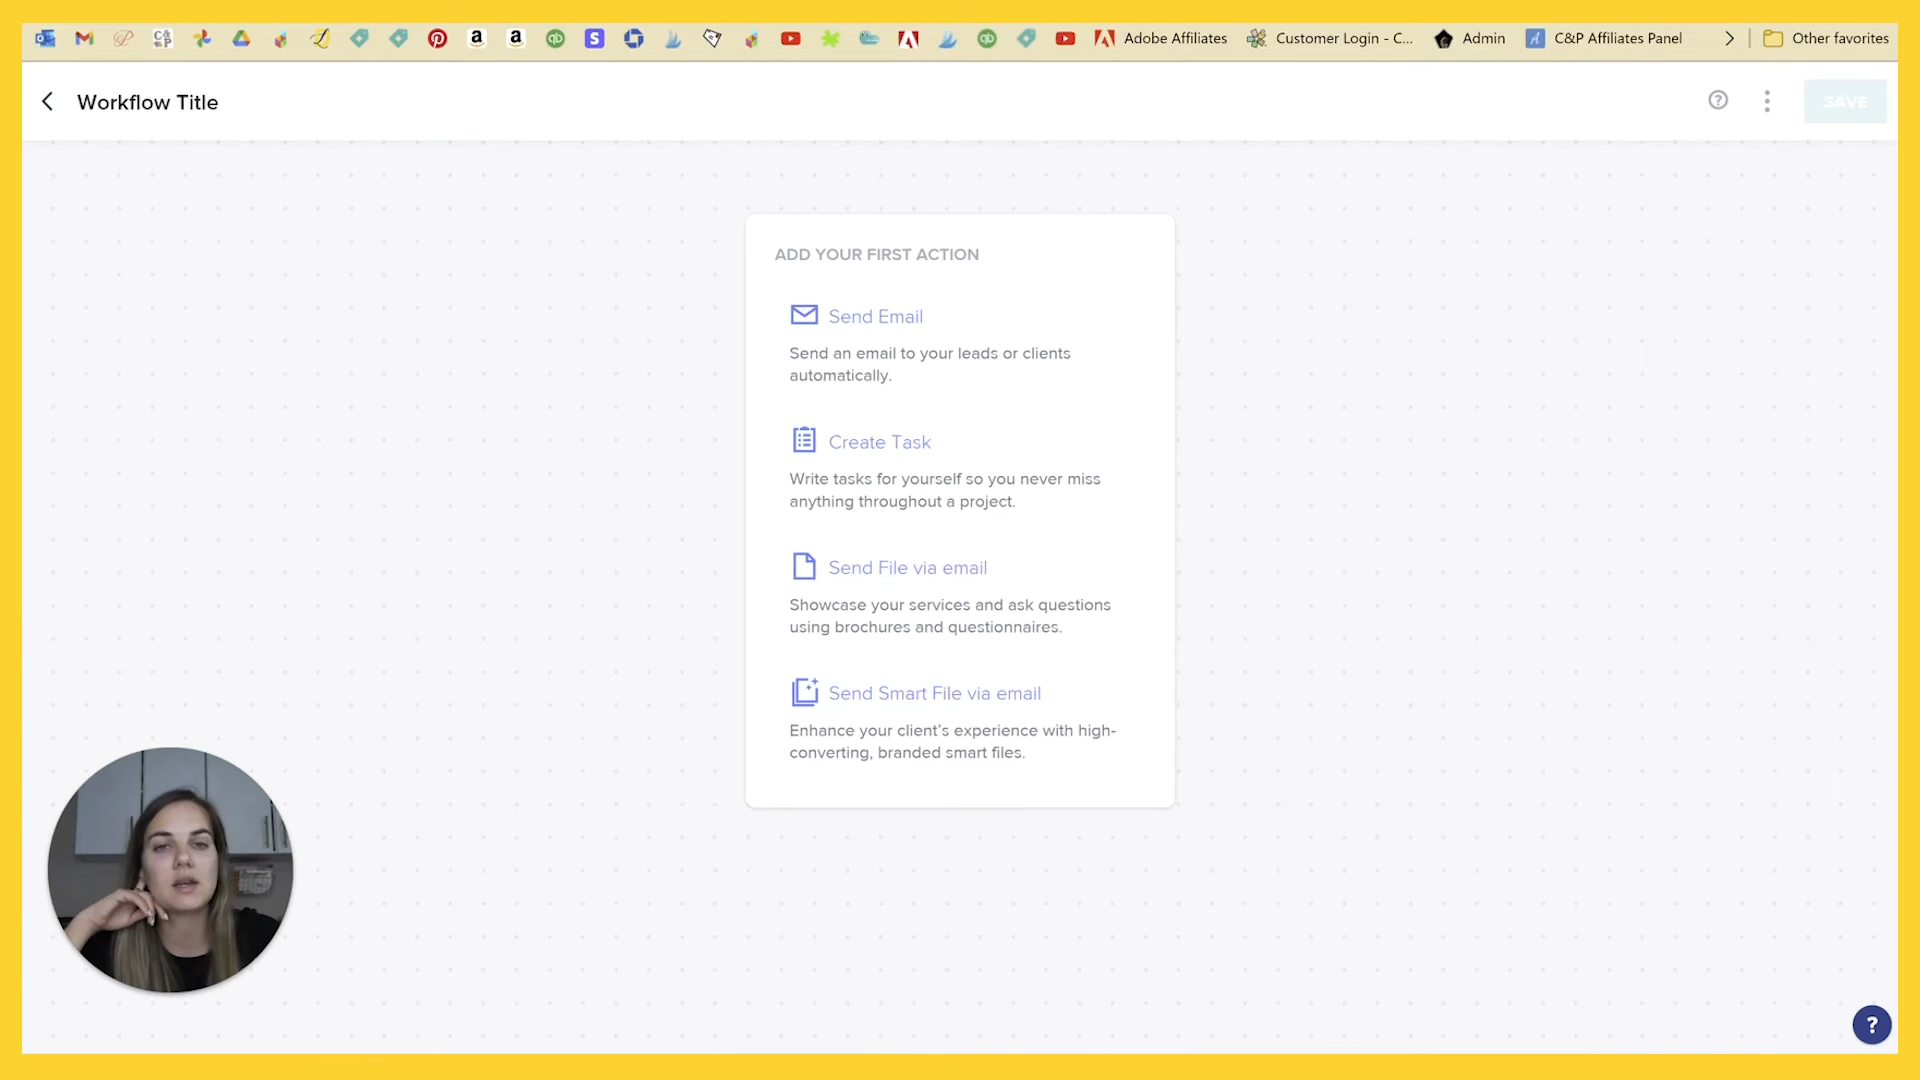 Adobe Affiliates
Customer Login - C...
Admin
C&P Affiliates Panel
Other favorites
Workflow Title
SAVE
ADD YOUR FIRST ACTION
Send Email
Send an email to your leads or clients
automatically.
Create Task
Write tasks for yourself so you never miss
anything throughout a project.
Send File via email
Showcase your services and ask questions
using brochures and questionnaires.
Send Smart File via email
Enhance your client's experience with high-
converting, branded smart files.
?